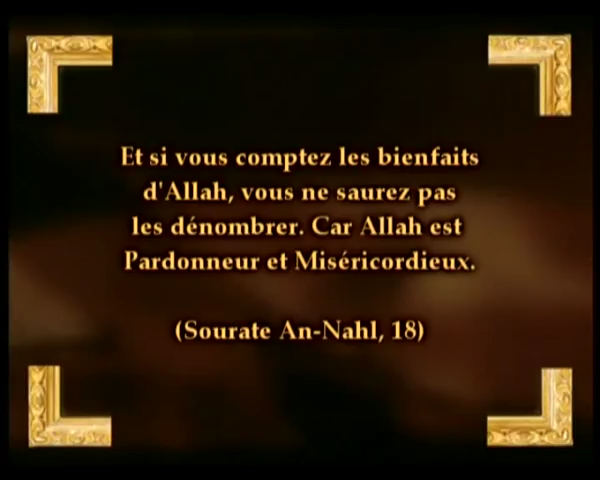 Et si vous comptez les bienfaits
d'Allah, vous ne saurez pas
les dénombrer. Car Allah est
Pardonneur et Miséricordieux.
(Sourate An-Nahl, 18)